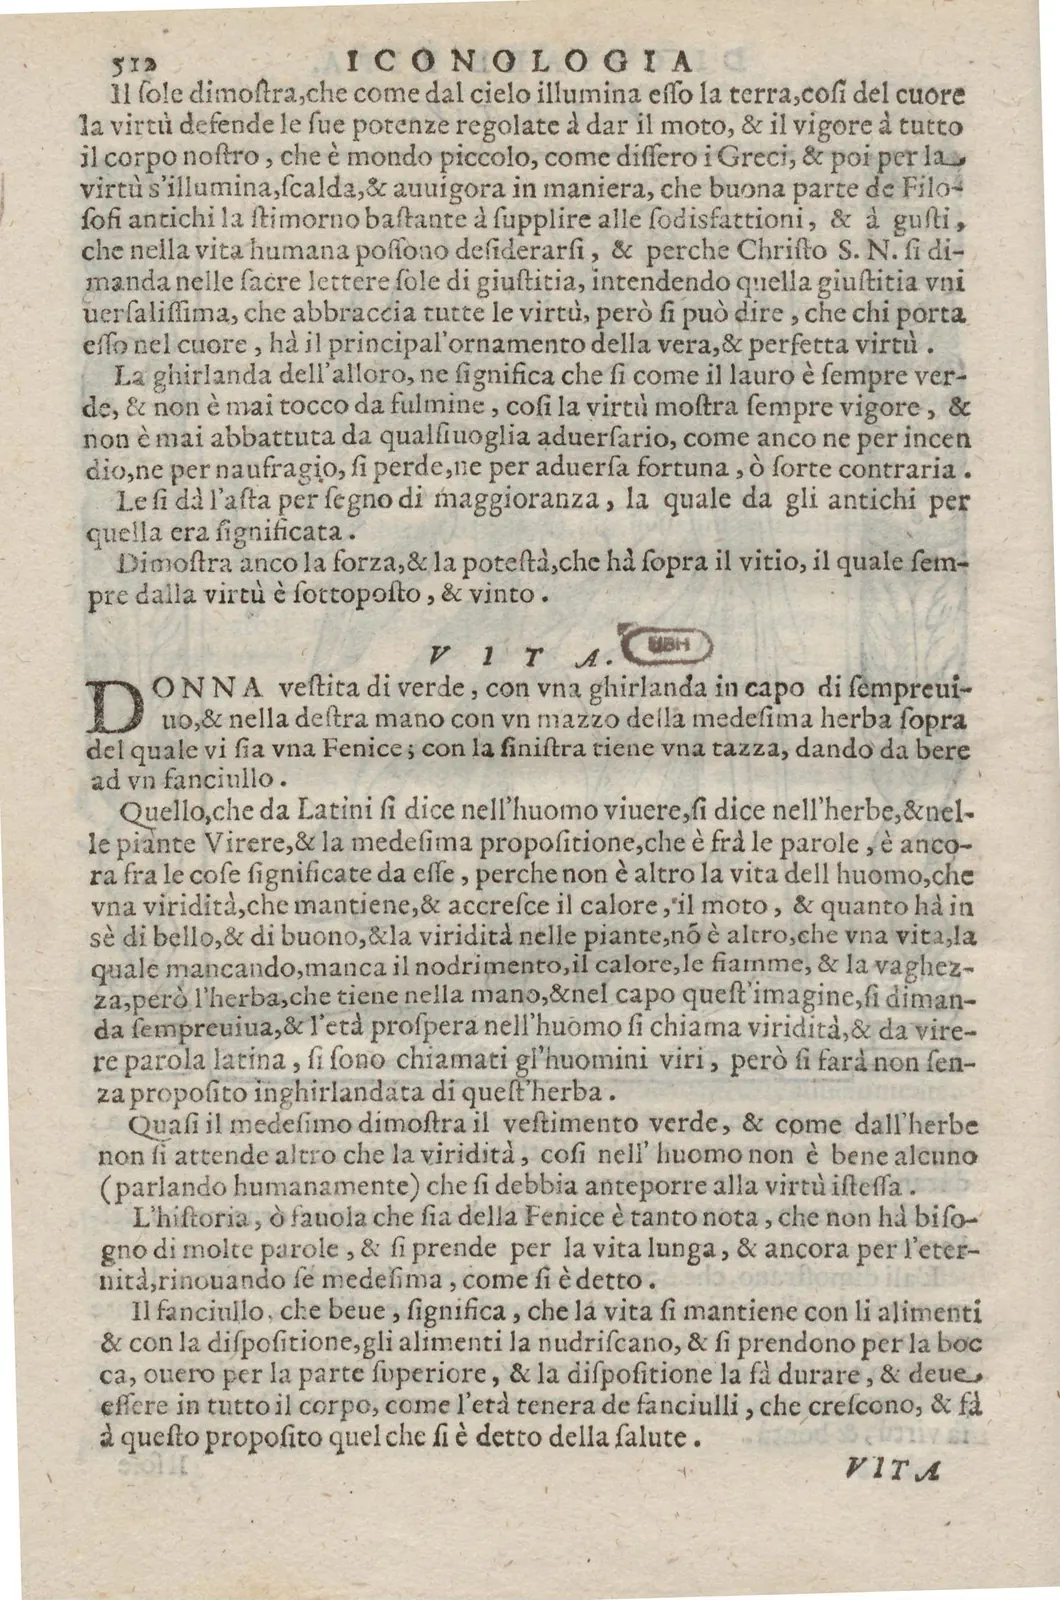 512 ICONOLOGIA
Il ſole dimoſtra,che come dal cielo illumina eſſo la terra,coſi del cuore
la virtù defende le ſue potenze regolate à dar il moto, & il vigore à tutto
il corpo noſtro, che è mondo piccolo, come diſſero i Greci, & poi per la
virtù s'illumina,ſcalda,& auuigora in maniera, che buona parte de Filo-
ſofi antichi la ſtimorno baſtante à ſupplire alle ſodisfattioni, & à guſti,
che nella vita humana poſſono deſiderarſi, & perche Chriſto S. N. ſi di-
manda nelle ſacre lettere ſole di giuſtitia, intendendo quella giuſtitia vni
uerſaliſſima, che abbraccia tutte le virtù, però ſi può dire, che chi porta
eſſo nel cuore, hà il principal'ornamento della vera,& perfetta virtù.
La ghirlanda dell'alloro, ne ſignifica che ſi come il lauro è ſempre ver-
de, & non è mai tocco da fulmine, coſi la virtù moſtra ſempre vigore, &
non è mai abbattuta da qualſiuoglia aduerſario, come anco ne per incen
dio,ne per naufragio, ſi perde,ne per aduerſa fortuna, ò ſorte contraria.
Le ſi dà l'aſta per ſegno di maggioranza, la quale da gli antichi per
quella era ſignificata.
Dimoſtra anco la forza,& la poteſtà,che hà ſopra il vitio, il quale ſem-
pre dalla virtù è ſottopoſto, & vinto.
VITA. UBH
DONNA veſtita di verde, con vna ghirlanda in capo di ſempreui-
uo,& nella deſtra mano con vn mazzo della medeſima herba ſopra
del quale vi ſia vna Fenice; con la ſiniſtra tiene vna tazza, dando da bere
ad vn fanciullo.
Quello,che da Latini ſi dice nell'huomo viuere,ſi dice nell'herbe,&nel-
le piante Virere,& la medeſima propoſitione,che è frà le parole, è anco-
ra fra le coſe ſignificate da eſſe, perche non è altro la vita dell huomo,che
vna viridità,che mantiene,& accreſce il calore, il moto, & quanto hà in
sè di bello,& di buono,&la viridità nelle piante,nõ è altro,che vna vita,la
quale mancando,manca il nodrimento,il calore,le fiamme, & la vaghez-
za,però l'herba,che tiene nella mano,&nel capo queſt'imagine,ſi diman-
da ſempreuiua,& l'età proſpera nell'huomo ſi chiama viridità,& da vire-
re parola latina, ſi ſono chiamati gl'huomini viri, però ſi farà non ſen-
za propoſito inghirlandata di queſt'herba.
Quaſi il medeſimo dimoſtra il veſtimento verde, & come dall'herbe
non ſi attende altro che la viridità, coſi nell' huomo non è bene alcuno
(parlando humanamente) che ſi debbia anteporre alla virtù iſteſſa.
L'hiſtoria, ò fauola che ſia della Fenice è tanto nota, che non hà biſo-
gno di molte parole, & ſi prende per la vita lunga, & ancora per l'eter-
nità,rinouando ſe medeſima, come ſi è detto.
Il fanciullo, che beue, ſignifica, che la vita ſi mantiene con li alimenti
& con la diſpoſitione,gli alimenti la nudriſcano, & ſi prendono per la boc
ca, ouero per la parte ſuperiore, & la diſpoſitione la fà durare, & deue
eſſere in tutto il corpo, come l'età tenera de fanciulli, che creſcono, & fà
à queſto propoſito quel che ſi è detto della ſalute.
VITA